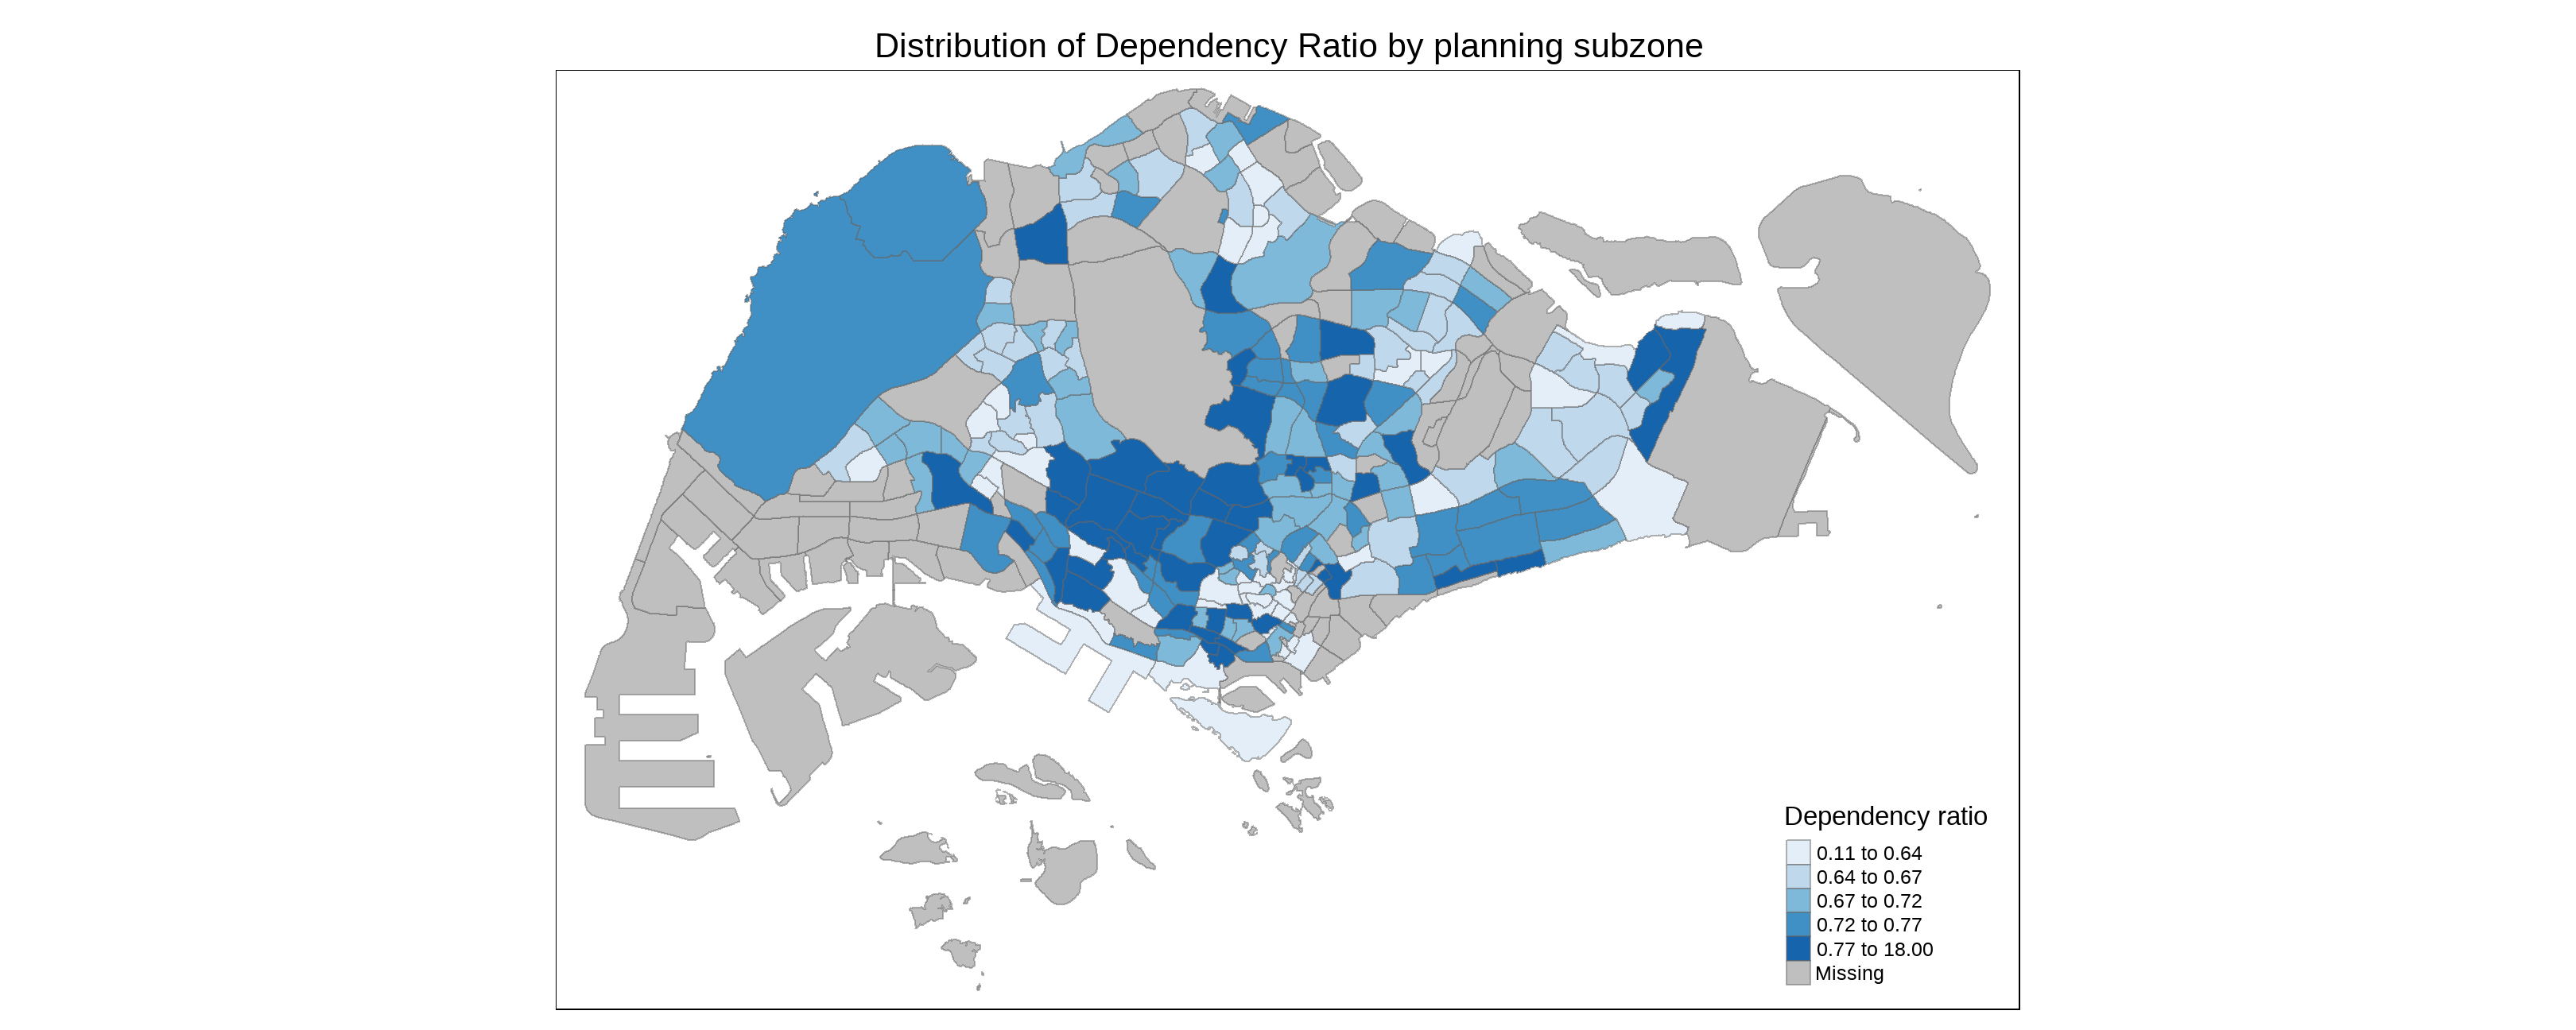 Distribution of Dependency Ratio by planning subzone
Dependency ratio
0.11 to 0.64
0.64 to 0.67
0.67 to 0.72
0.72 to 0.77
0.77 to 18.00
Missing